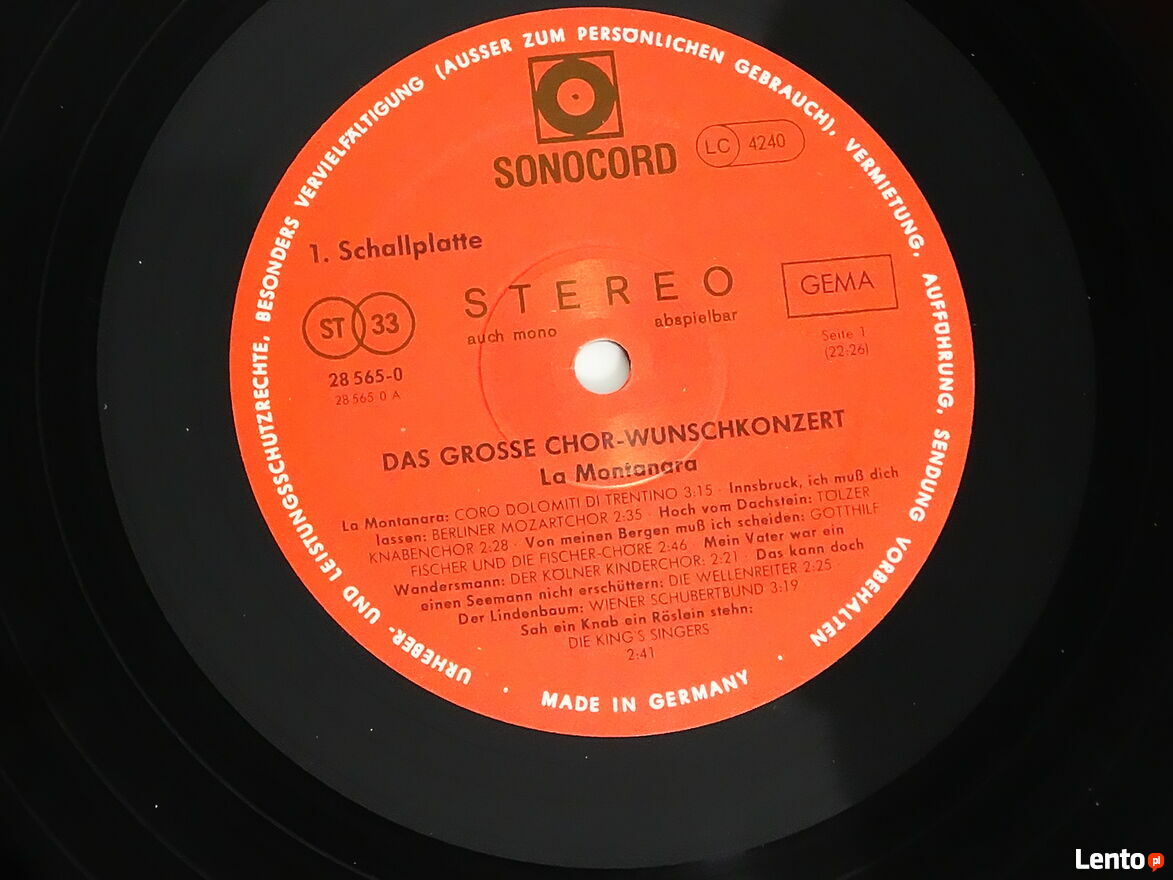 URHEBER- UND LEISTUNGSSCHUTZRECHTE, BESONDERS VERVIELFÄLTIGUNG (AUSSER ZUM PERSÖNLICHEN GEBRAUCH), VERMIETUNG, AUFFÜHRUNG, SENDUNG VORBEHALTEN
SONOCORD
LC 4240
1. Schallplatte
STEREO
auch mono abspielbar
GEMA
ST 33
Seite 1
(22:26)
28 565-0
28 565 0 A
DAS GROSSE CHOR-WUNSCHKONZERT
La Montanara
La Montanara: CORO DOLOMITI DI TRENTINO 3:15 · Innsbruck, ich muß dich
lassen: BERLINER MOZARTCHOR 2:35 · Hoch vom Dachstein: TÖLZER
KNABENCHOR 2:28 · Von meinen Bergen muß ich scheiden: GOTTHILF
FISCHER UND DIE FISCHER-CHÖRE 2:46 · Mein Vater war ein
Wandersmann: DER KÖLNER KINDERCHOR: 2:21 · Das kann doch
einen Seemann nicht erschüttern: DIE WELLENREITER 2:25 ·
Der Lindenbaum: WIENER SCHUBERTBUND 3:19 ·
Sah ein Knab ein Röslein stehn:
DIE KING'S SINGERS
2:41
· MADE IN GERMANY ·
Lento pl